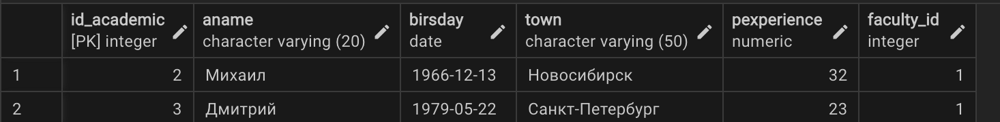 id_academic aname birsday town pexperience faculty_id
[PK] integer character varying (20) date character varying (50) numeric integer
1 2 Михаил 1966-12-13 Новосибирск 32 1
2 3 Дмитрий 1979-05-22 Санкт-Петербург 23 1